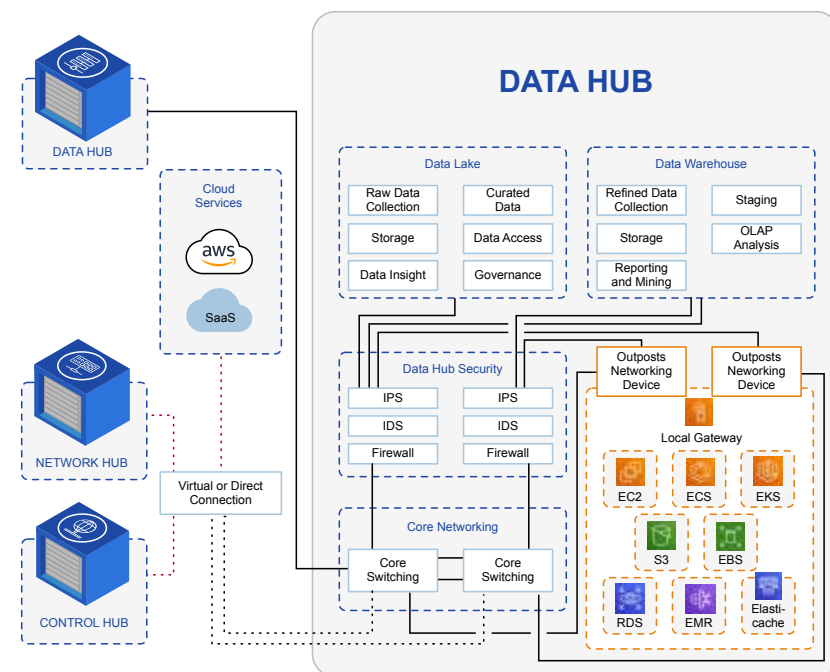 DATA HUB
DATA HUB
Cloud
Services
aws
SaaS
NETWORK HUB
Virtual or Direct
Connection
CONTROL HUB
Data Lake
Raw Data
Collection
Curated
Data
Storage
Data Access
Data Insight
Governance
Data Warehouse
Refined Data
Collection
Staging
Storage
OLAP
Analysis
Reporting
and Mining
Data Hub Security
IPS
IPS
IDS
IDS
Firewall
Firewall
Core Networking
Core
Switching
Core
Switching
Outposts
Networking
Device
Outposts
Neworking
Device
Local Gateway
EC2
ECS
EKS
S3
EBS
RDS
EMR
Elasti-
cache